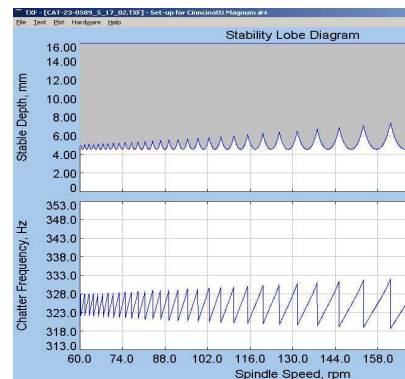 TXF - [CAT-23-0589_5_17_02.TXF] - Set-up for Cinncinatti Magnum #4
File Test Plot Hardware Help
Stability Lobe Diagram
Stable Depth, mm
16.00
14.00
12.00
10.00
8.00
6.00
4.00
2.00
0
Chatter Frequency, Hz
353.0
348.0
343.0
338.0
333.0
328.0
323.0
318.0
313.0
60.0 74.0 88.0 102.0 116.0 130.0 144.0 158.0
Spindle Speed, rpm